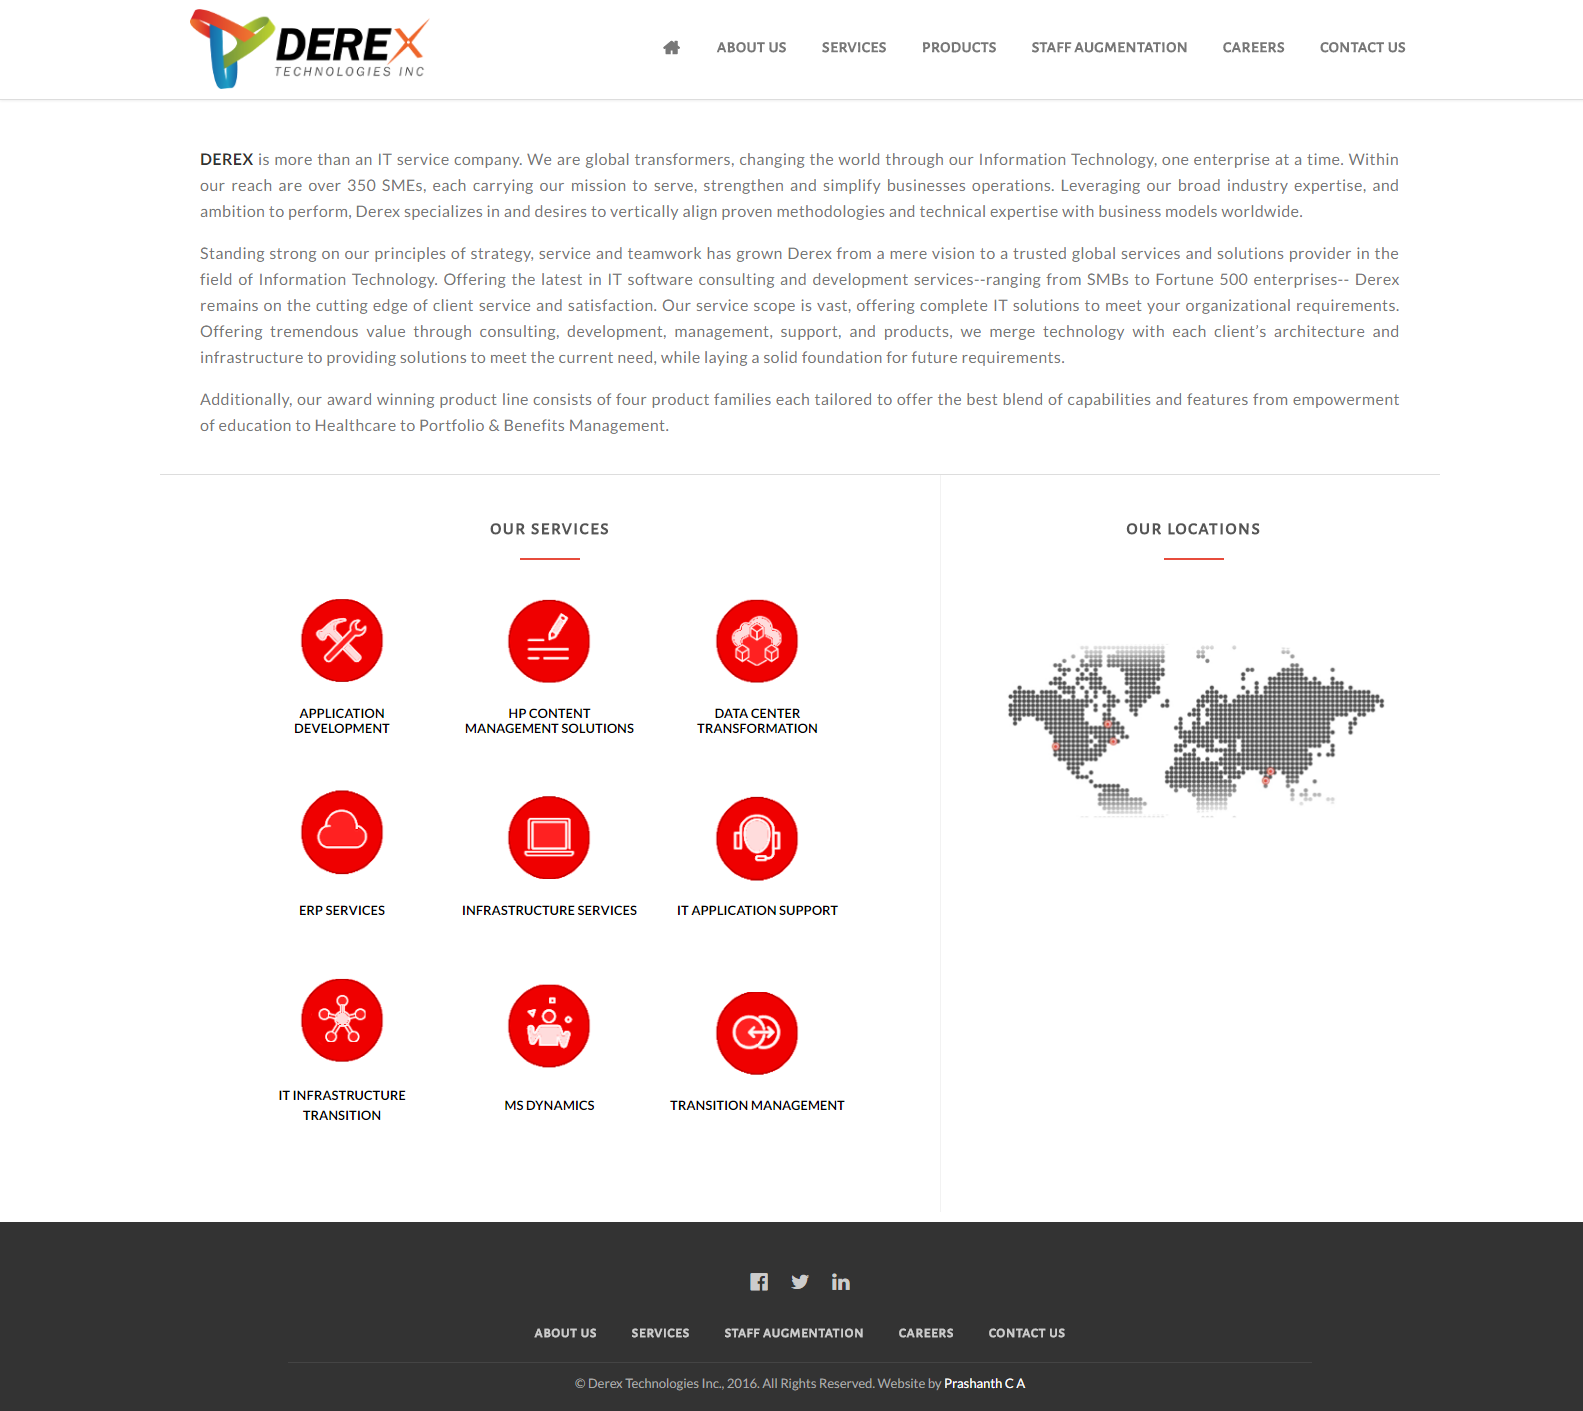 DEREX
TECHNOLOGIES INC
ABOUT US SERVICES PRODUCTS STAFF AUGMENTATION CAREERS CONTACT US
DEREX is more than an IT service company. We are global transformers, changing the world through our Information Technology, one enterprise at a time. Within
our reach are over 350 SMEs, each carrying our mission to serve, strengthen and simplify businesses operations. Leveraging our broad industry expertise, and
ambition to perform, Derex specializes in and desires to vertically align proven methodologies and technical expertise with business models worldwide.
Standing strong on our principles of strategy, service and teamwork has grown Derex from a mere vision to a trusted global services and solutions provider in the
field of Information Technology. Offering the latest in IT software consulting and development services--ranging from SMBs to Fortune 500 enterprises-- Derex
remains on the cutting edge of client service and satisfaction. Our service scope is vast, offering complete IT solutions to meet your organizational requirements.
Offering tremendous value through consulting, development, management, support, and products, we merge technology with each client’s architecture and
infrastructure to providing solutions to meet the current need, while laying a solid foundation for future requirements.
Additionally, our award winning product line consists of four product families each tailored to offer the best blend of capabilities and features from empowerment
of education to Healthcare to Portfolio & Benefits Management.
OUR SERVICES
APPLICATION
DEVELOPMENT
HP CONTENT
MANAGEMENT SOLUTIONS
DATA CENTER
TRANSFORMATION
ERP SERVICES
INFRASTRUCTURE SERVICES
IT APPLICATION SUPPORT
IT INFRASTRUCTURE
TRANSITION
MS DYNAMICS
TRANSITION MANAGEMENT
OUR LOCATIONS
ABOUT US SERVICES STAFF AUGMENTATION CAREERS CONTACT US
© Derex Technologies Inc., 2016. All Rights Reserved. Website by Prashanth C A